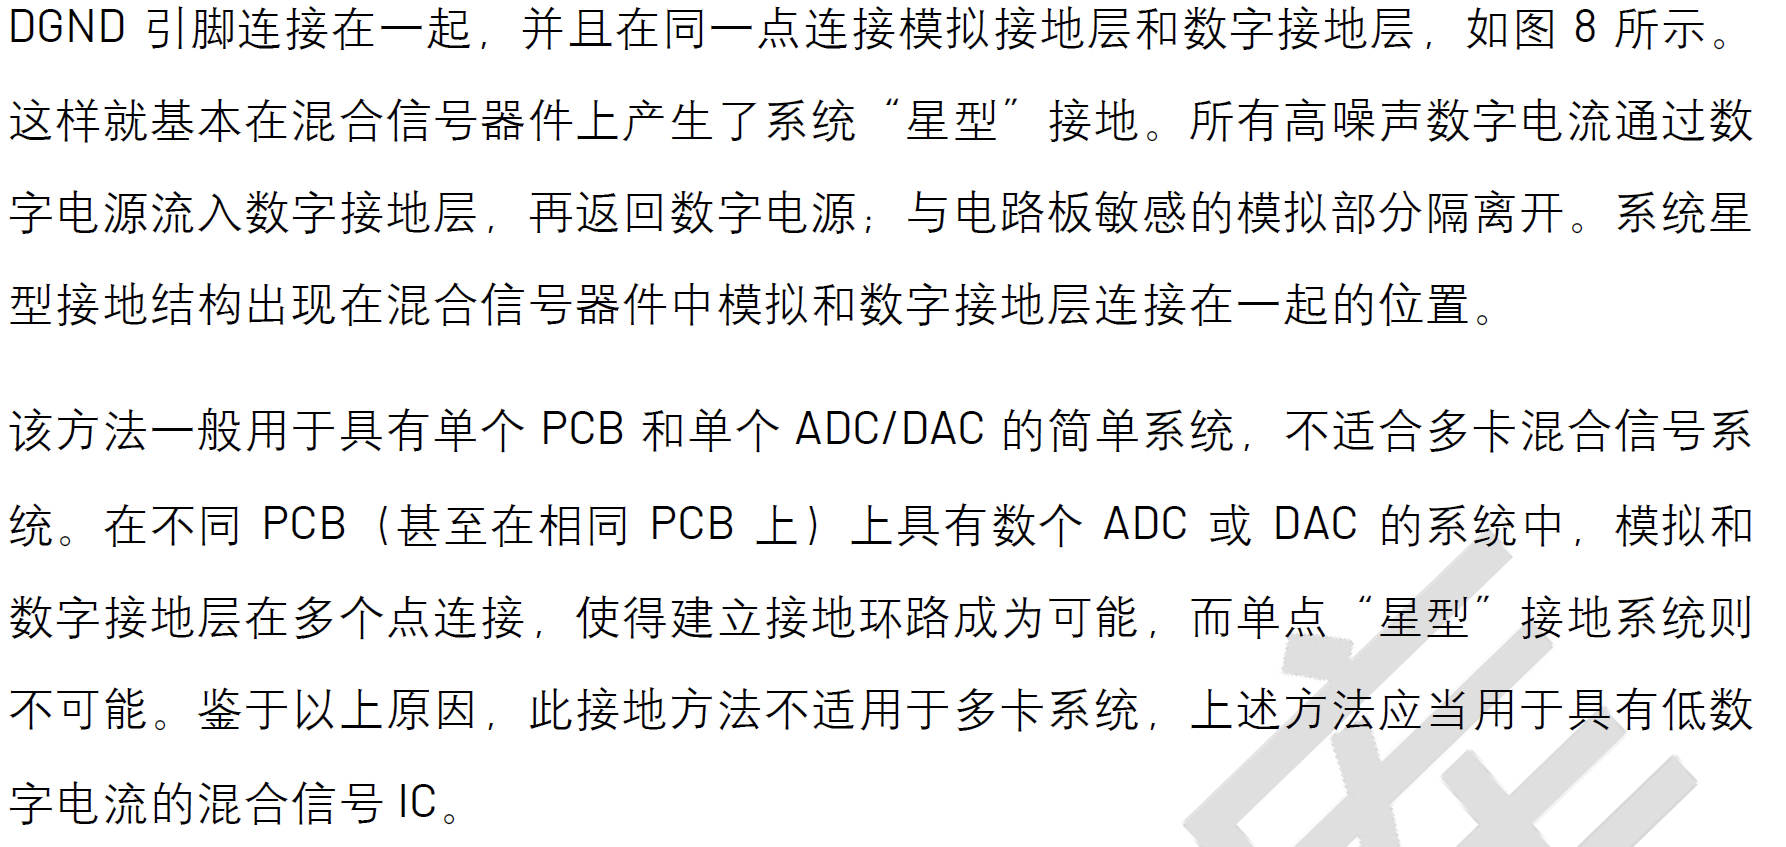 DGND 引脚连接在一起，并且在同一点连接模拟接地层和数字接地层，如图 8 所示。
这样就基本在混合信号器件上产生了系统“星型”接地。所有高噪声数字电流通过数
字电源流入数字接地层，再返回数字电源；与电路板敏感的模拟部分隔离开。系统星
型接地结构出现在混合信号器件中模拟和数字接地层连接在一起的位置。
该方法一般用于具有单个 PCB 和单个 ADC/DAC 的简单系统，不适合多卡混合信号系
统。在不同 PCB（甚至在相同 PCB 上）上具有数个 ADC 或 DAC 的系统中，模拟和
数字接地层在多个点连接，使得建立接地环路成为可能，而单点“星型”接地系统则
不可能。鉴于以上原因，此接地方法不适用于多卡系统，上述方法应当用于具有低数
字电流的混合信号 IC。